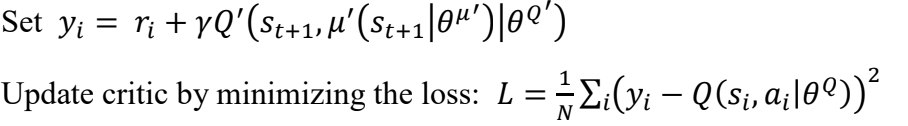 Set y_i = r_i + γQ′(s_{t+1}, μ′(s_{t+1}|θ^{μ′})|θ^{Q′})
Update critic by minimizing the loss: L = \frac{1}{N} Σ_i(y_i − Q(s_i, a_i|θ^Q))^2